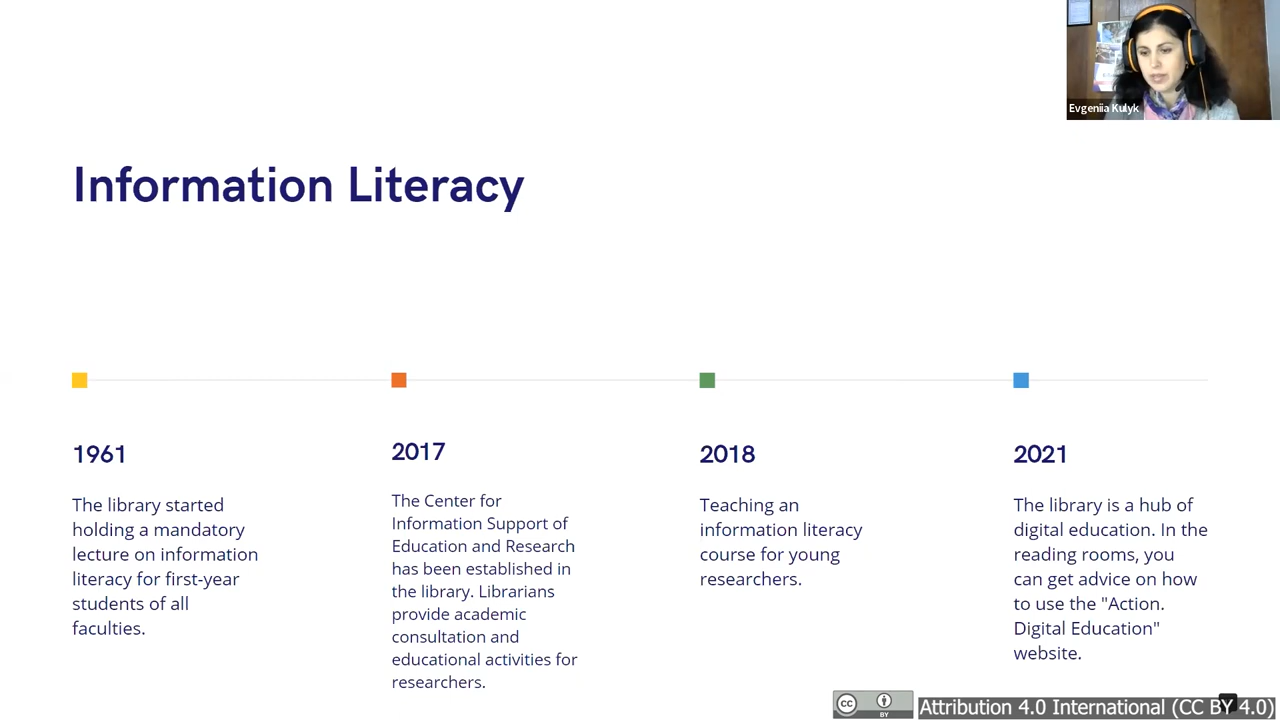 Evgeniia Kulyk
Information Literacy
1961
The library started
holding a mandatory
lecture on information
literacy for first-year
students of all
faculties.
2017
The Center for
Information Support of
Education and Research
has been established in
the library. Librarians
provide academic
consultation and
educational activities for
researchers.
2018
Teaching an
information literacy
course for young
researchers.
2021
The library is a hub of
digital education. In the
reading rooms, you
can get advice on how
to use the "Action.
Digital Education"
website.
cc
BY
Attribution 4.0 International (CC BY 4.0)